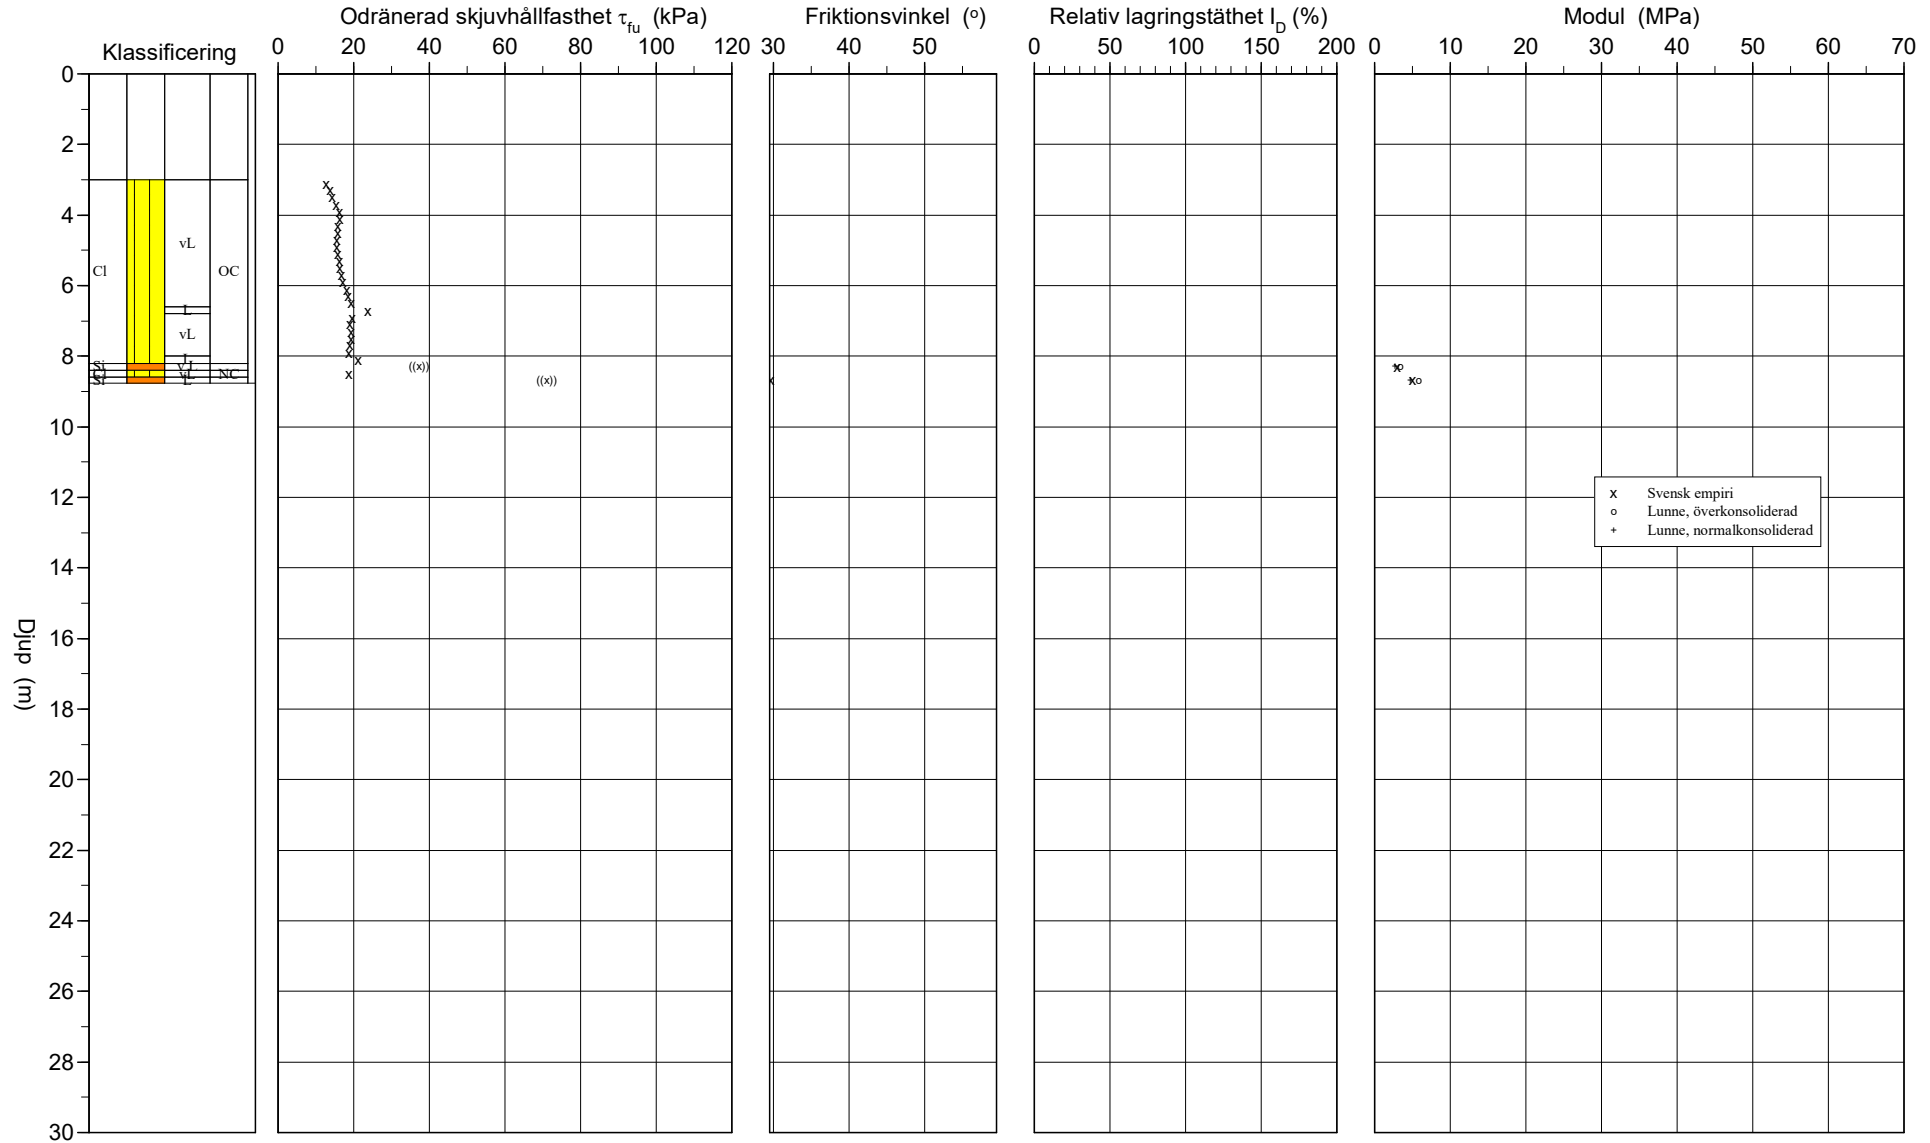 Odränerad skjuvhållfasthet τfu (kPa)
Friktionsvinkel (o)
Relativ lagringstäthet ID (%)
Modul (MPa)
Klassificering
0 20 40 60 80 100 120
30 40 50
0 50 100 150 200
0 10 20 30 40 50 60 70
0
2
4
6
8
10
12
14
16
18
20
22
24
26
28
30
Djup (m)
vL
Cl
OC
L
vL
L
Si
v L
Cl
vL
NC
Si
L
((x))
((x))
x Svensk empiri
o Lunne, överkonsoliderad
+ Lunne, normalkonsoliderad